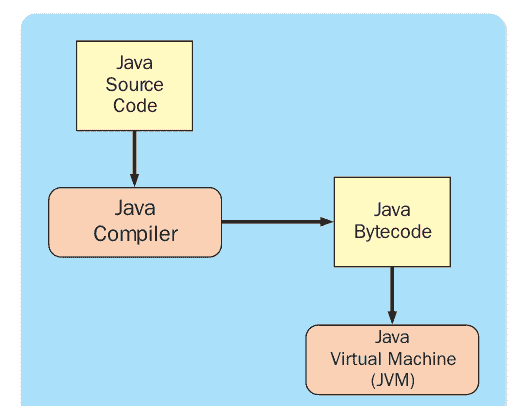 Java
Source
Code
Java
Compiler
Java
Bytecode
Java
Virtual Machine
(JVM)